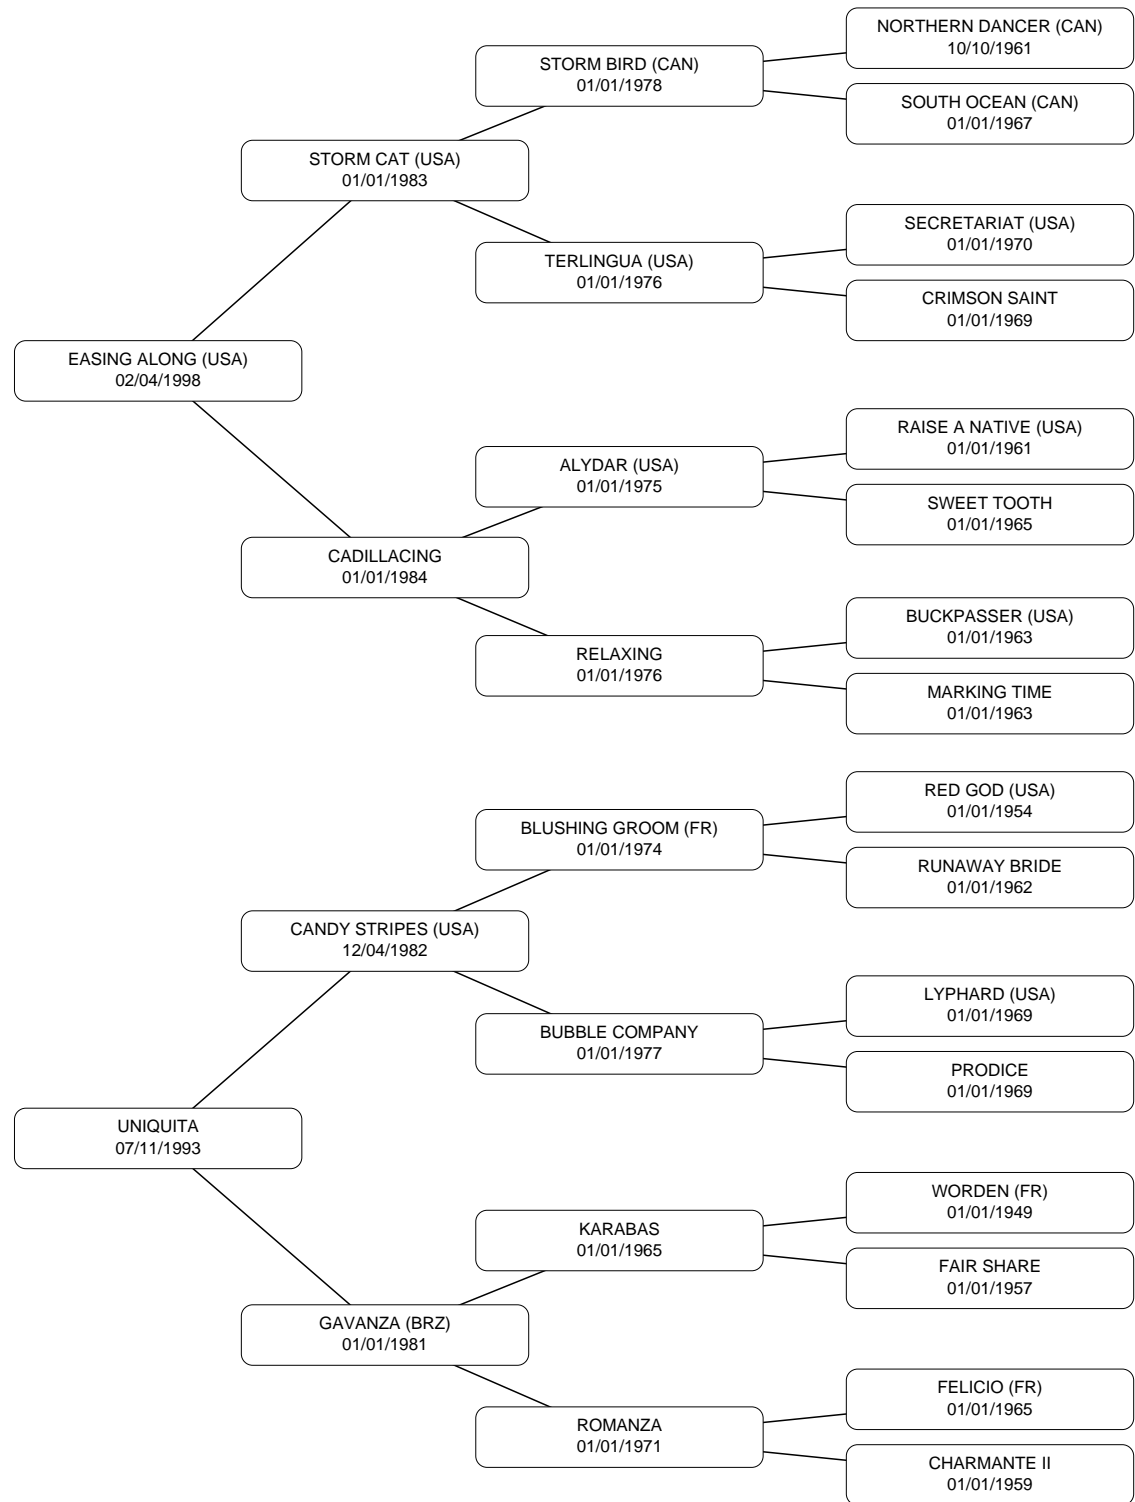 NORTHERN DANCER (CAN)
10/10/1961
STORM BIRD (CAN)
01/01/1978
SOUTH OCEAN (CAN)
01/01/1967
STORM CAT (USA)
01/01/1983
SECRETARIAT (USA)
01/01/1970
TERLINGUA (USA)
01/01/1976
CRIMSON SAINT
01/01/1969
EASING ALONG (USA)
02/04/1998
RAISE A NATIVE (USA)
01/01/1961
ALYDAR (USA)
01/01/1975
SWEET TOOTH
01/01/1965
CADILLACING
01/01/1984
BUCKPASSER (USA)
01/01/1963
RELAXING
01/01/1976
MARKING TIME
01/01/1963
RED GOD (USA)
01/01/1954
BLUSHING GROOM (FR)
01/01/1974
RUNAWAY BRIDE
01/01/1962
CANDY STRIPES (USA)
12/04/1982
LYPHARD (USA)
01/01/1969
BUBBLE COMPANY
01/01/1977
PRODICE
01/01/1969
UNIQUITA
07/11/1993
WORDEN (FR)
01/01/1949
KARABAS
01/01/1965
FAIR SHARE
01/01/1957
GAVANZA (BRZ)
01/01/1981
FELICIO (FR)
01/01/1965
ROMANZA
01/01/1971
CHARMANTE II
01/01/1959